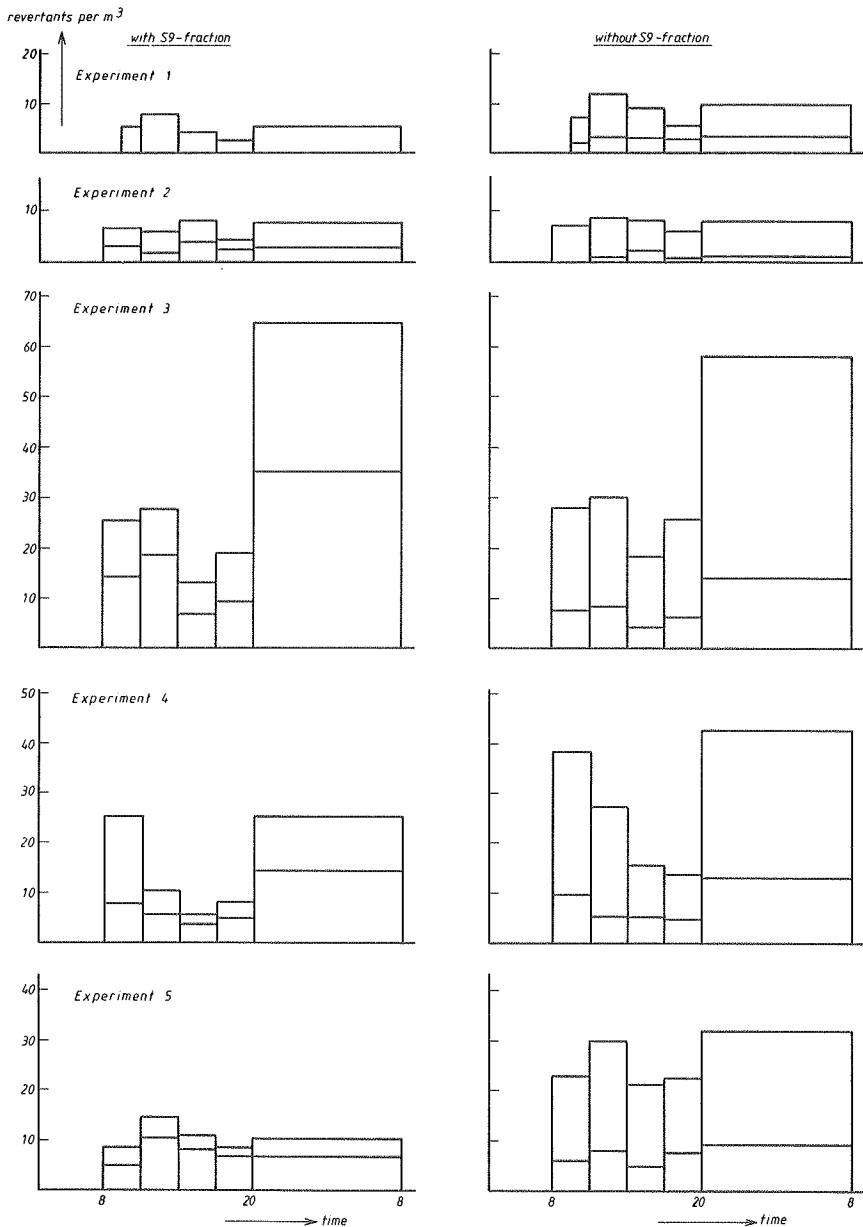 revertants per m³
with S9-fraction
without S9-fraction
20
Experiment 1
10
Experiment 2
10
70
Experiment 3
60
50
40
30
20
10
50
Experiment 4
40
30
20
10
Experiment 5
40
30
20
10
8 20 8
8 20 8
time
time